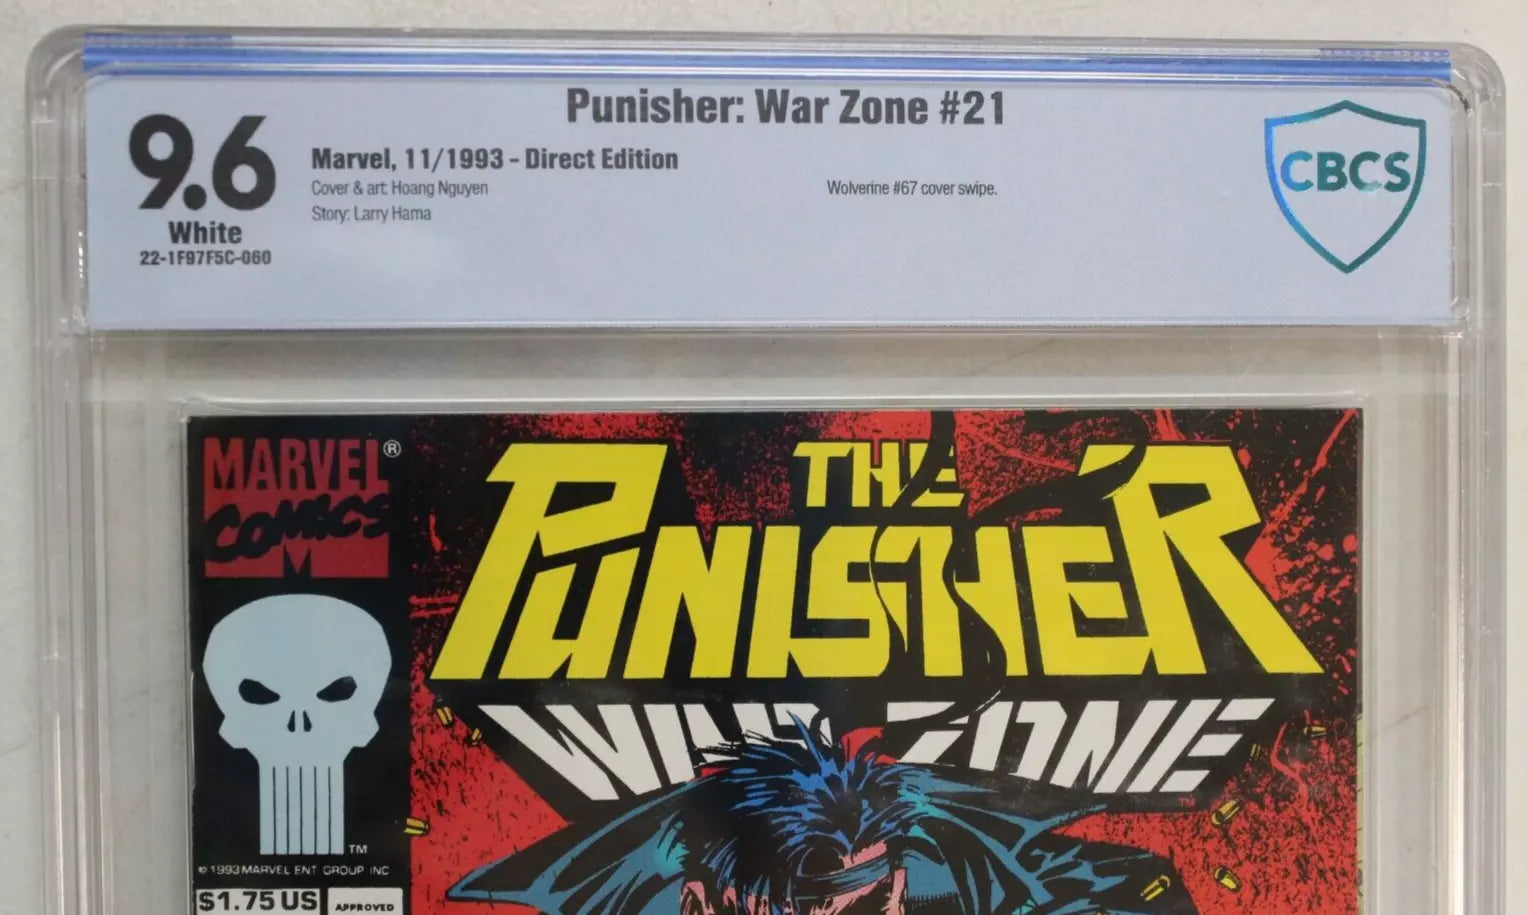 Punisher: War Zone #21
9.6
White
22-1F97F5C-060
Marvel, 11/1993 - Direct Edition
Cover & art: Hoang Nguyen
Story: Larry Hama
Wolverine #67 cover swipe.
CBCS
MARVEL®
COMICS
M
THE
PUNISHER
WAR ZONE
TM
TM
© 1993 MARVEL ENT GROUP INC
$1.75 US
APPROVED